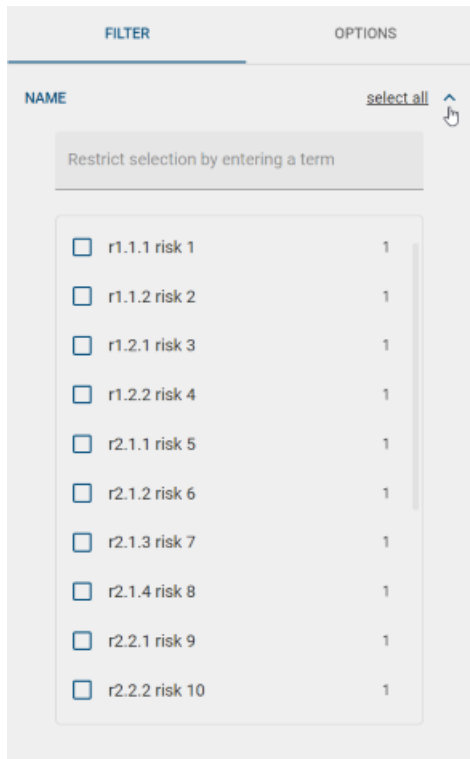 FILTER OPTIONS
NAME select all
Restrict selection by entering a term
r1.1.1 risk 1 1
r1.1.2 risk 2 1
r1.2.1 risk 3 1
r1.2.2 risk 4 1
r2.1.1 risk 5 1
r2.1.2 risk 6 1
r2.1.3 risk 7 1
r2.1.4 risk 8 1
r2.2.1 risk 9 1
r2.2.2 risk 10 1